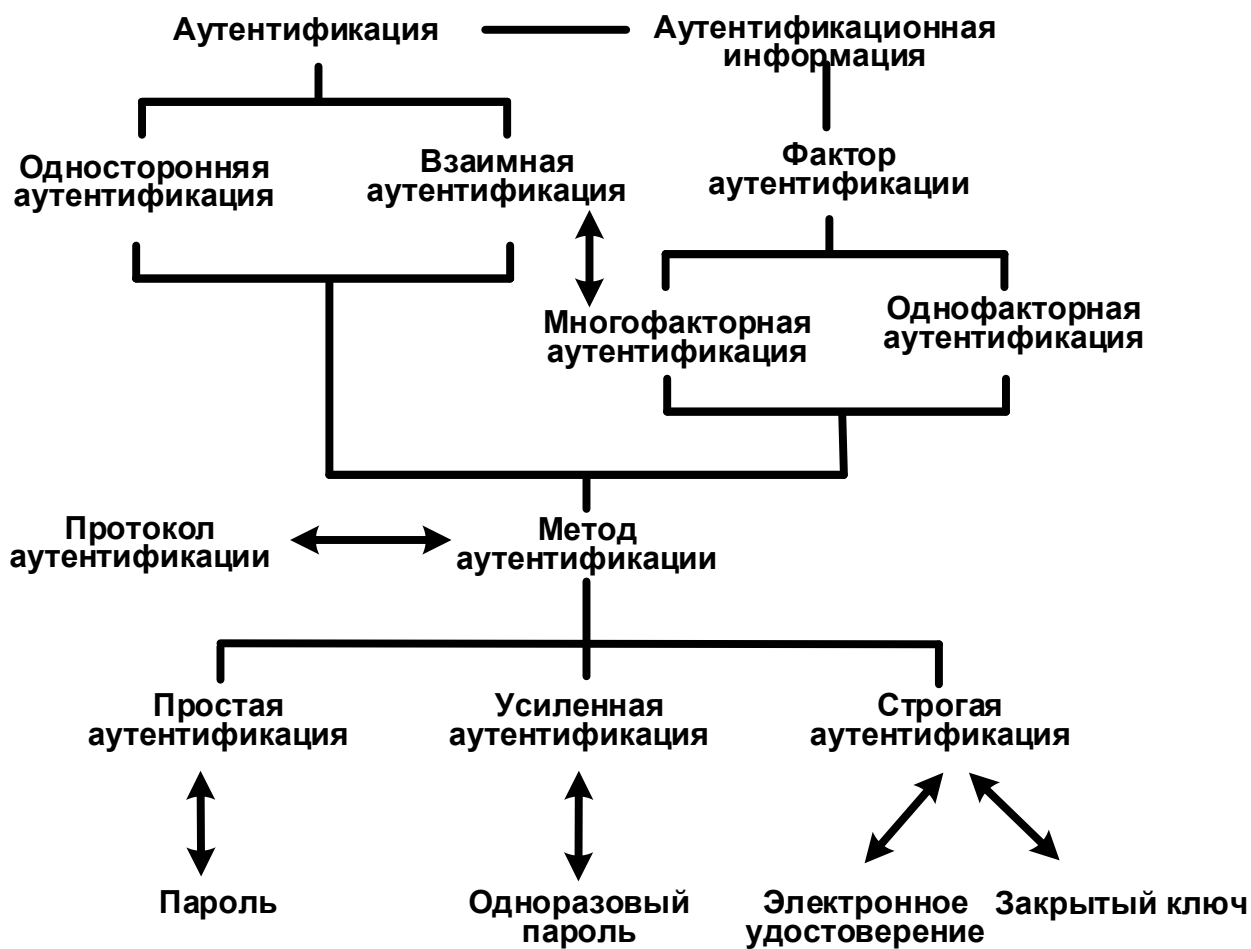 Аутентификация
Аутентификационная
информация
Односторонняя
аутентификация
Взаимная
аутентификация
Фактор
аутентификации
Многофакторная
аутентификация
Однофакторная
аутентификация
Протокол
аутентификации
Метод
аутентификации
Простая
аутентификация
Усиленная
аутентификация
Строгая
аутентификация
Пароль
Одноразовый
пароль
Электронное
удостоверение
Закрытый ключ